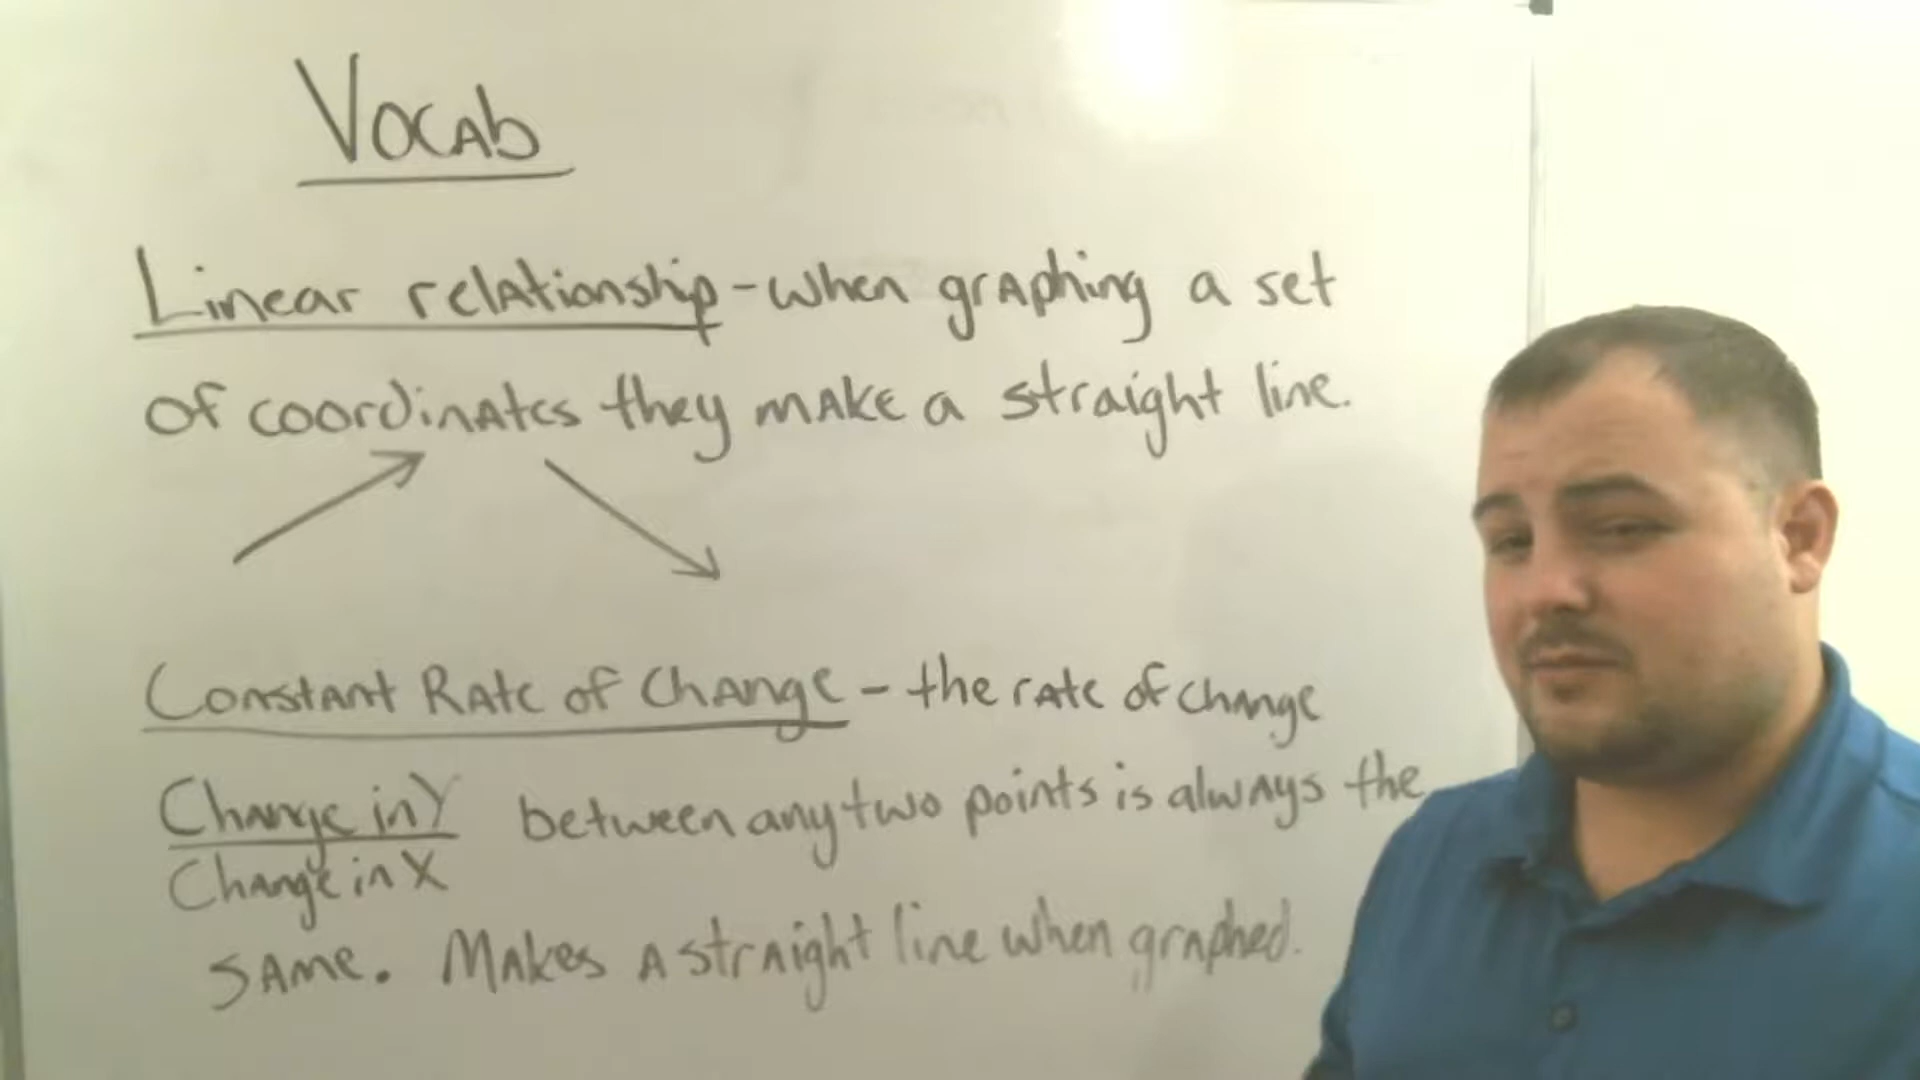 Vocab
Linear relationship - when graphing a set
of coordinates they make a straight line.
Constant Rate of Change - the rate of change
Change in Y between any two points is always the
Change in X
same. Makes a straight line when graphed.